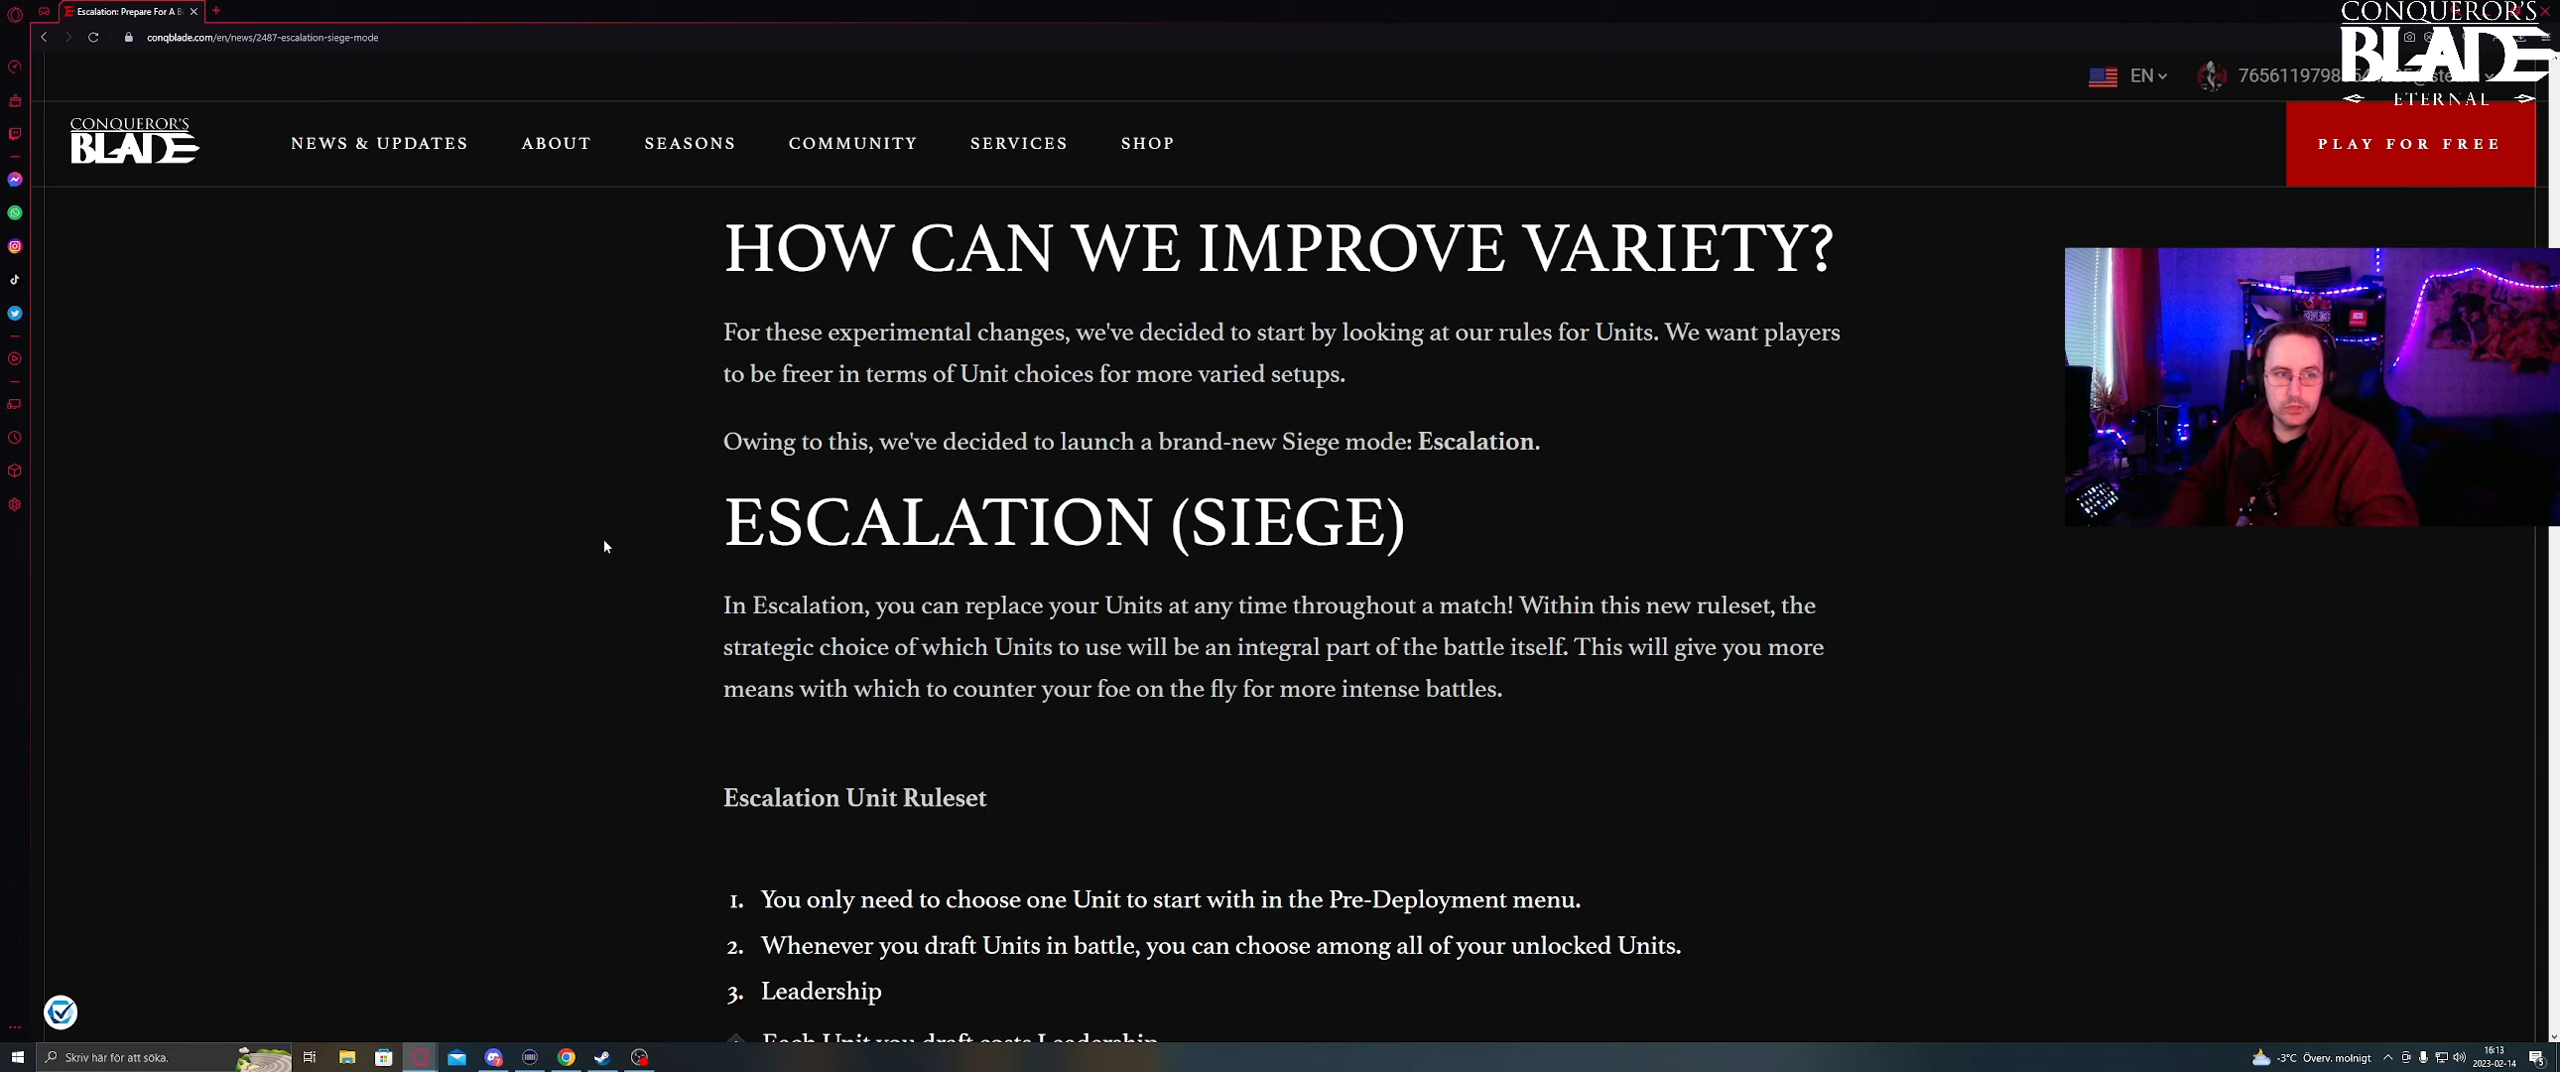 Escalation: Prepare For A B
conqblade.com/en/news/2487-escalation-siege-mode
CONQUEROR'S
BLADE
ETERNAL
EN
CONQUEROR'S
BLADE
NEWS & UPDATES
ABOUT
SEASONS
COMMUNITY
SERVICES
SHOP
PLAY FOR FREE
HOW CAN WE IMPROVE VARIETY?
For these experimental changes, we've decided to start by looking at our rules for Units. We want players
to be freer in terms of Unit choices for more varied setups.
Owing to this, we've decided to launch a brand-new Siege mode: Escalation.
ESCALATION (SIEGE)
In Escalation, you can replace your Units at any time throughout a match! Within this new ruleset, the
strategic choice of which Units to use will be an integral part of the battle itself. This will give you more
means with which to counter your foe on the fly for more intense battles.
Escalation Unit Ruleset
1. You only need to choose one Unit to start with in the Pre-Deployment menu.
2. Whenever you draft Units in battle, you can choose among all of your unlocked Units.
3. Leadership
Each Unit you draft costs Leadership
Skriv här för att söka.
-3°C Överv. molnigt
16:13
2023-02-14